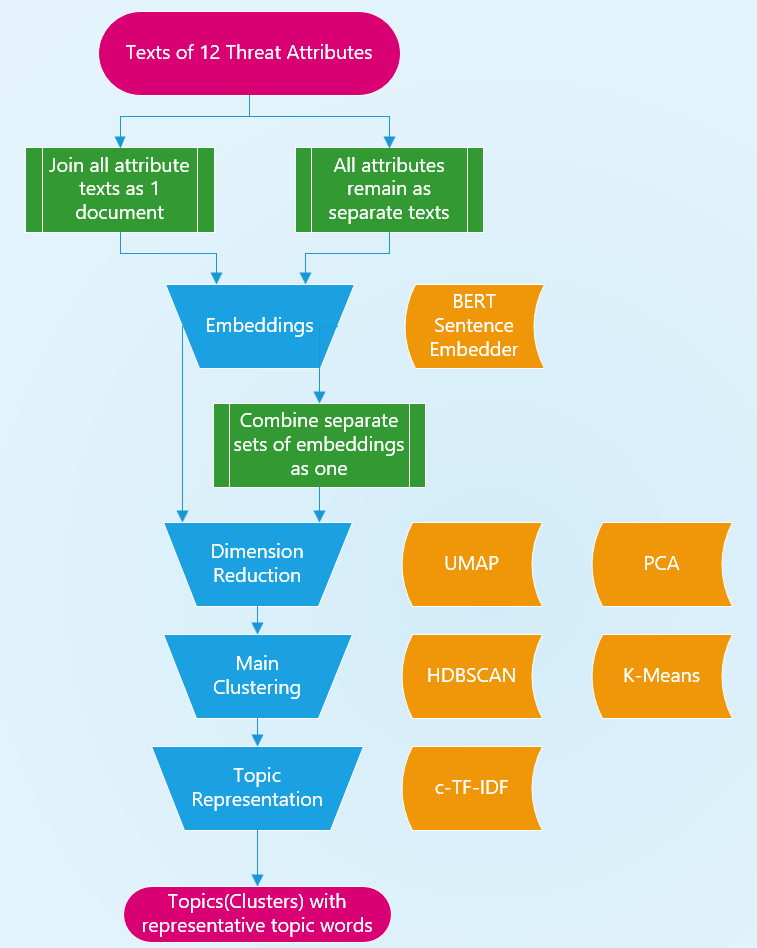 Texts of 12 Threat Attributes
Join all attribute
texts as 1
document
All attributes
remain as
separate texts
Embeddings
BERT
Sentence
Embedder
Combine separate
sets of embeddings
as one
Dimension
Reduction
UMAP
PCA
Main
Clustering
HDBSCAN
K-Means
Topic
Representation
c-TF-IDF
Topics(Clusters) with
representative topic words